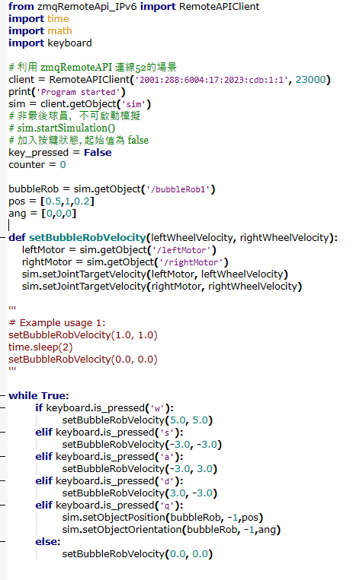 from zmqRemoteApi_IPv6 import RemoteAPIClient
import time
import math
import keyboard
# 利用 zmqRemoteAPI 連線52的場景
client = RemoteAPIClient('2001:288:6004:17:2023:cdb:1:1', 23000)
print('Program started')
sim = client.getObject('sim')
# 非最後球員, 不可啟動模擬
# sim.startSimulation()
# 加入按鍵狀態, 起始值為 false
key_pressed = False
counter = 0
bubbleRob = sim.getObject('/bubbleRob1')
pos = [0.5,1,0.2]
ang = [0,0,0]
def setBubbleRobVelocity(leftWheelVelocity, rightWheelVelocity):
leftMotor = sim.getObject('/leftMotor')
rightMotor = sim.getObject('/rightMotor')
sim.setJointTargetVelocity(leftMotor, leftWheelVelocity)
sim.setJointTargetVelocity(rightMotor, rightWheelVelocity)
'''
# Example usage 1:
setBubbleRobVelocity(1.0, 1.0)
time.sleep(2)
setBubbleRobVelocity(0.0, 0.0)
'''
while True:
if keyboard.is_pressed('w'):
setBubbleRobVelocity(5.0, 5.0)
elif keyboard.is_pressed('s'):
setBubbleRobVelocity(-3.0, -3.0)
elif keyboard.is_pressed('a'):
setBubbleRobVelocity(-3.0, 3.0)
elif keyboard.is_pressed('d'):
setBubbleRobVelocity(3.0, -3.0)
elif keyboard.is_pressed('q'):
sim.setObjectPosition(bubbleRob, -1,pos)
sim.setObjectOrientation(bubbleRob, -1,ang)
else:
setBubbleRobVelocity(0.0, 0.0)